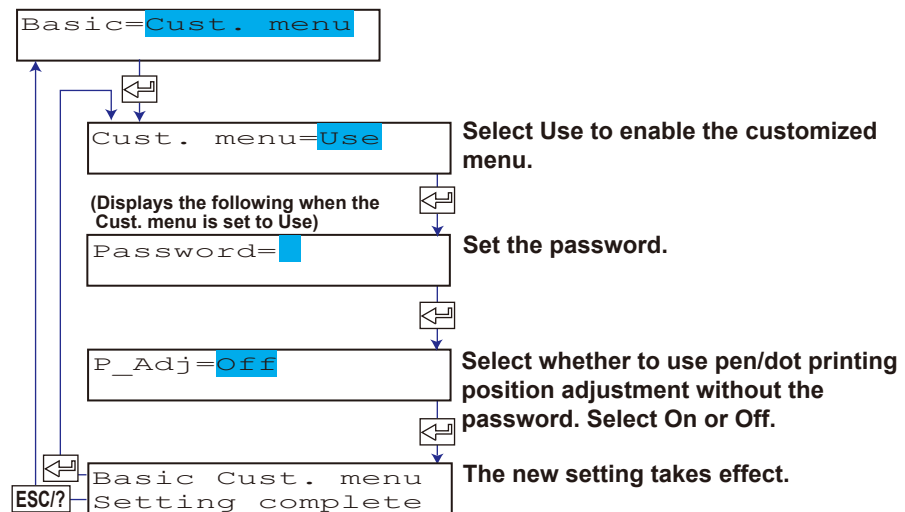 Basic=Cust. menu
Cust. menu=Use
Select Use to enable the customized
menu.
(Displays the following when the
Cust. menu is set to Use)
Password=
Set the password.
P_Adj=Off
Select whether to use pen/dot printing
position adjustment without the
password. Select On or Off.
Basic Cust. menu
Setting complete
The new setting takes effect.
ESC/?